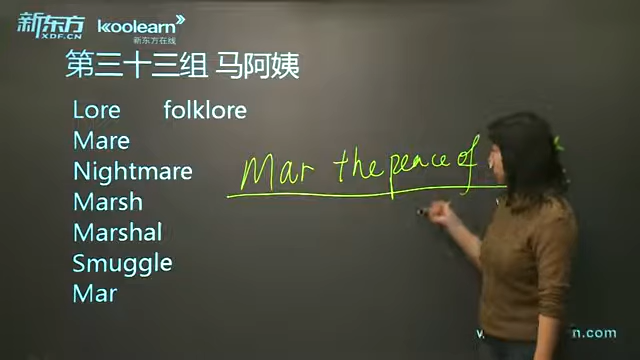 新东方 koolearn
XDF.CN 新东方在线
第三十三组 马阿姨
Lore folklore
Mare
Nightmare
Marsh
Marshal
Smuggle
Mar
Mar the peace of
n.com